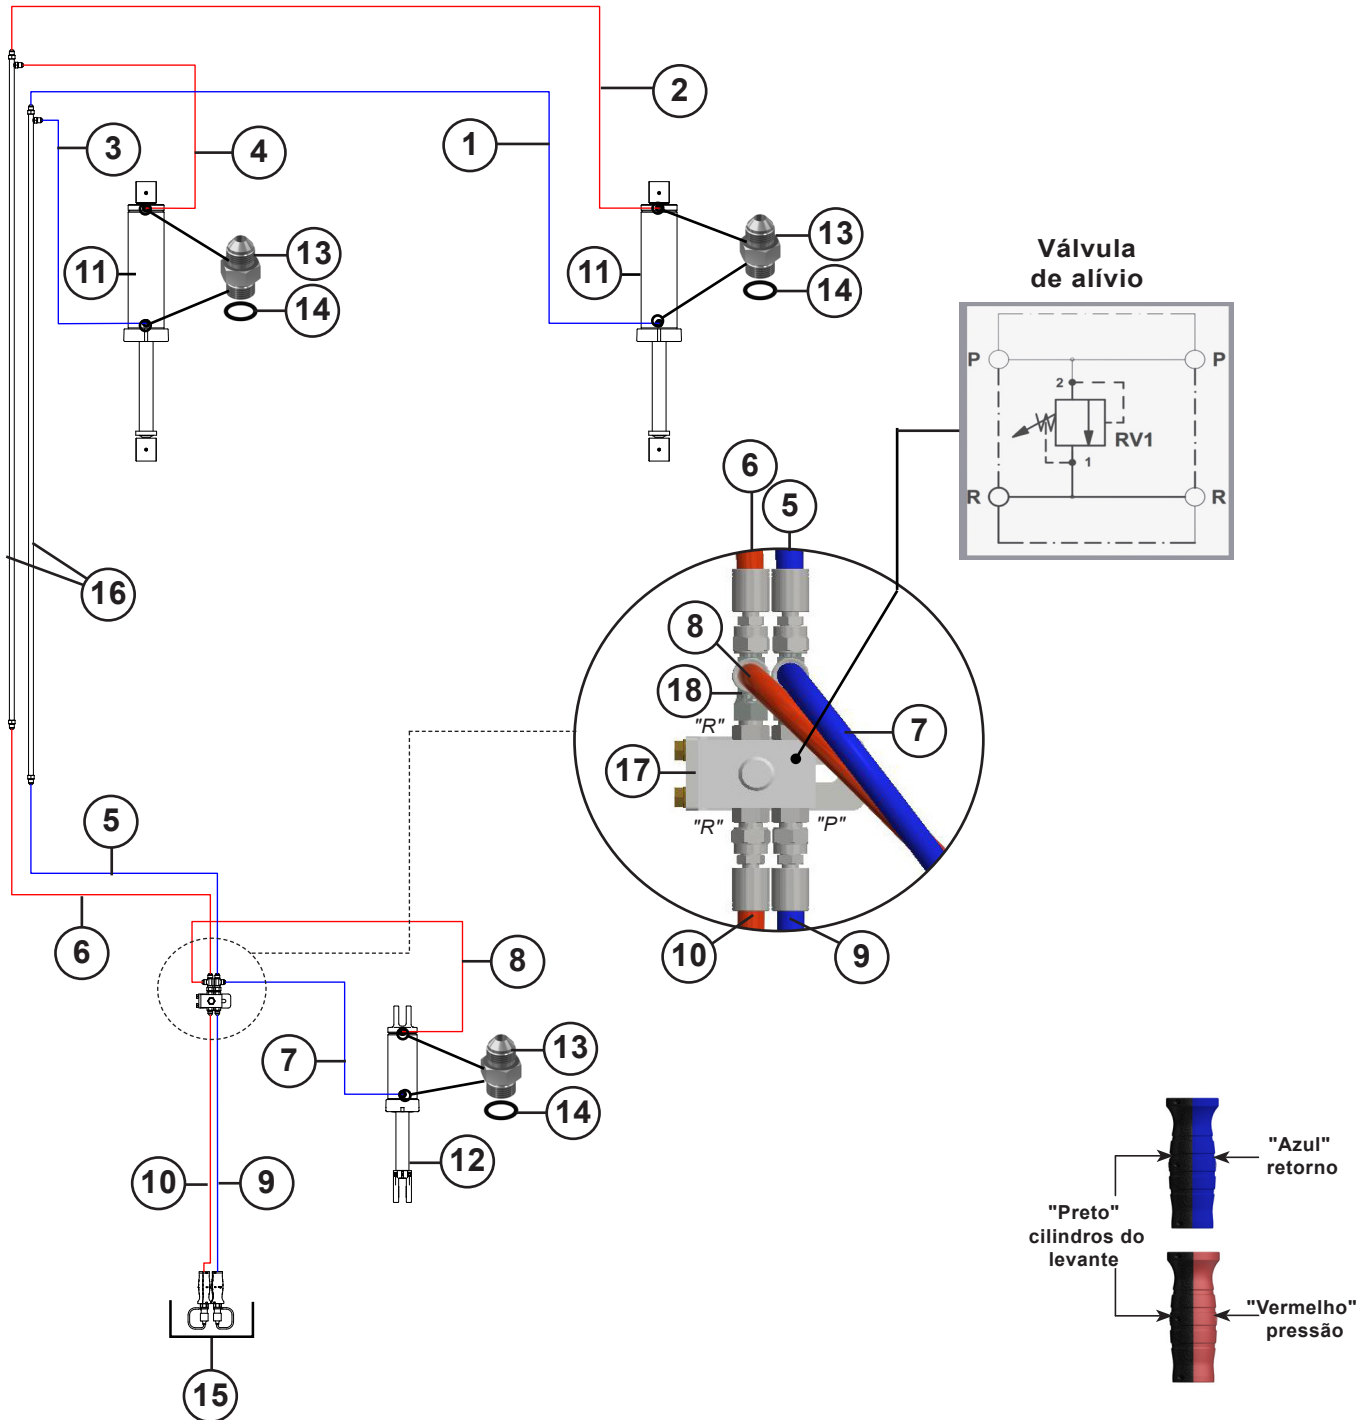 2
3
4
1
13
11
14
13
11
14
Válvula
de alívio
P
P
2
RV1
1
R
R
6
5
16
8
18
"R"
7
17
"R"
"P"
5
6
10
9
8
7
13
14
12
10
9
15
"Azul"
retorno
"Preto"
cilindros do
levante
"Vermelho"
pressão